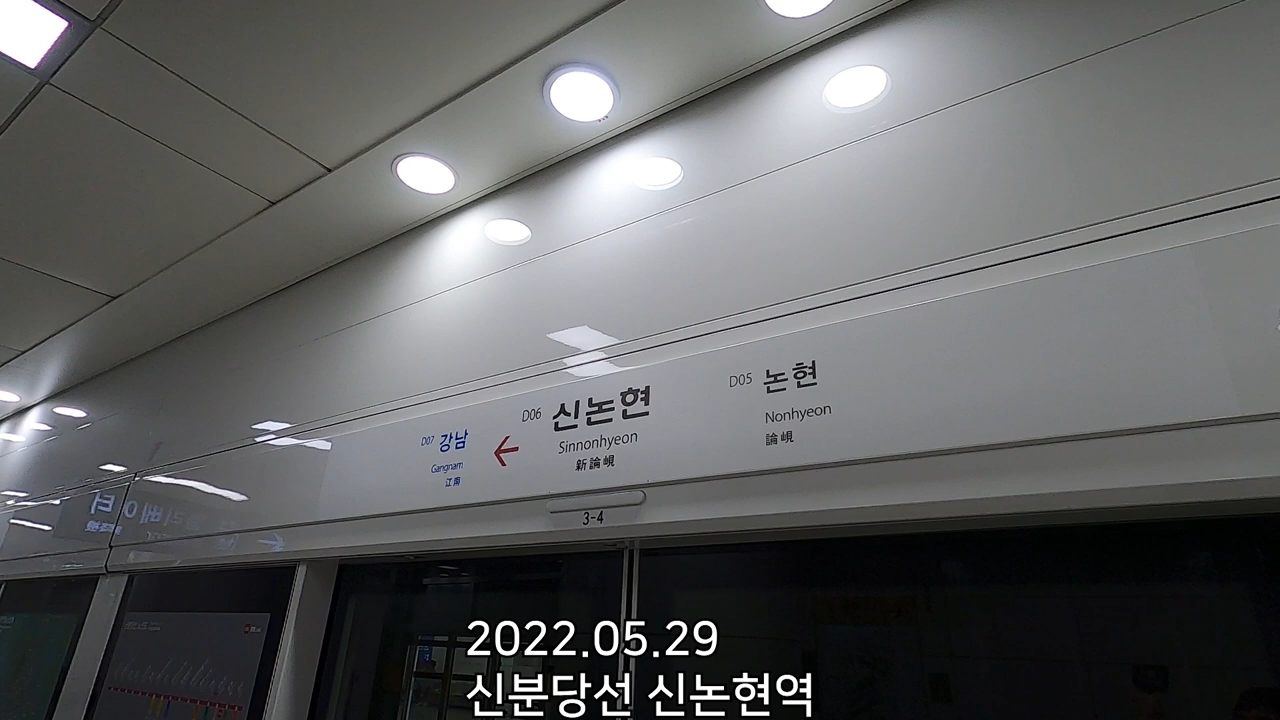 D07 강남
Gangnam
江南
D06 신논현
Sinnonhyeon
新論峴
D05 논현
Nonhyeon
論峴
3-4
2022.05.29
신분당선 신논현역